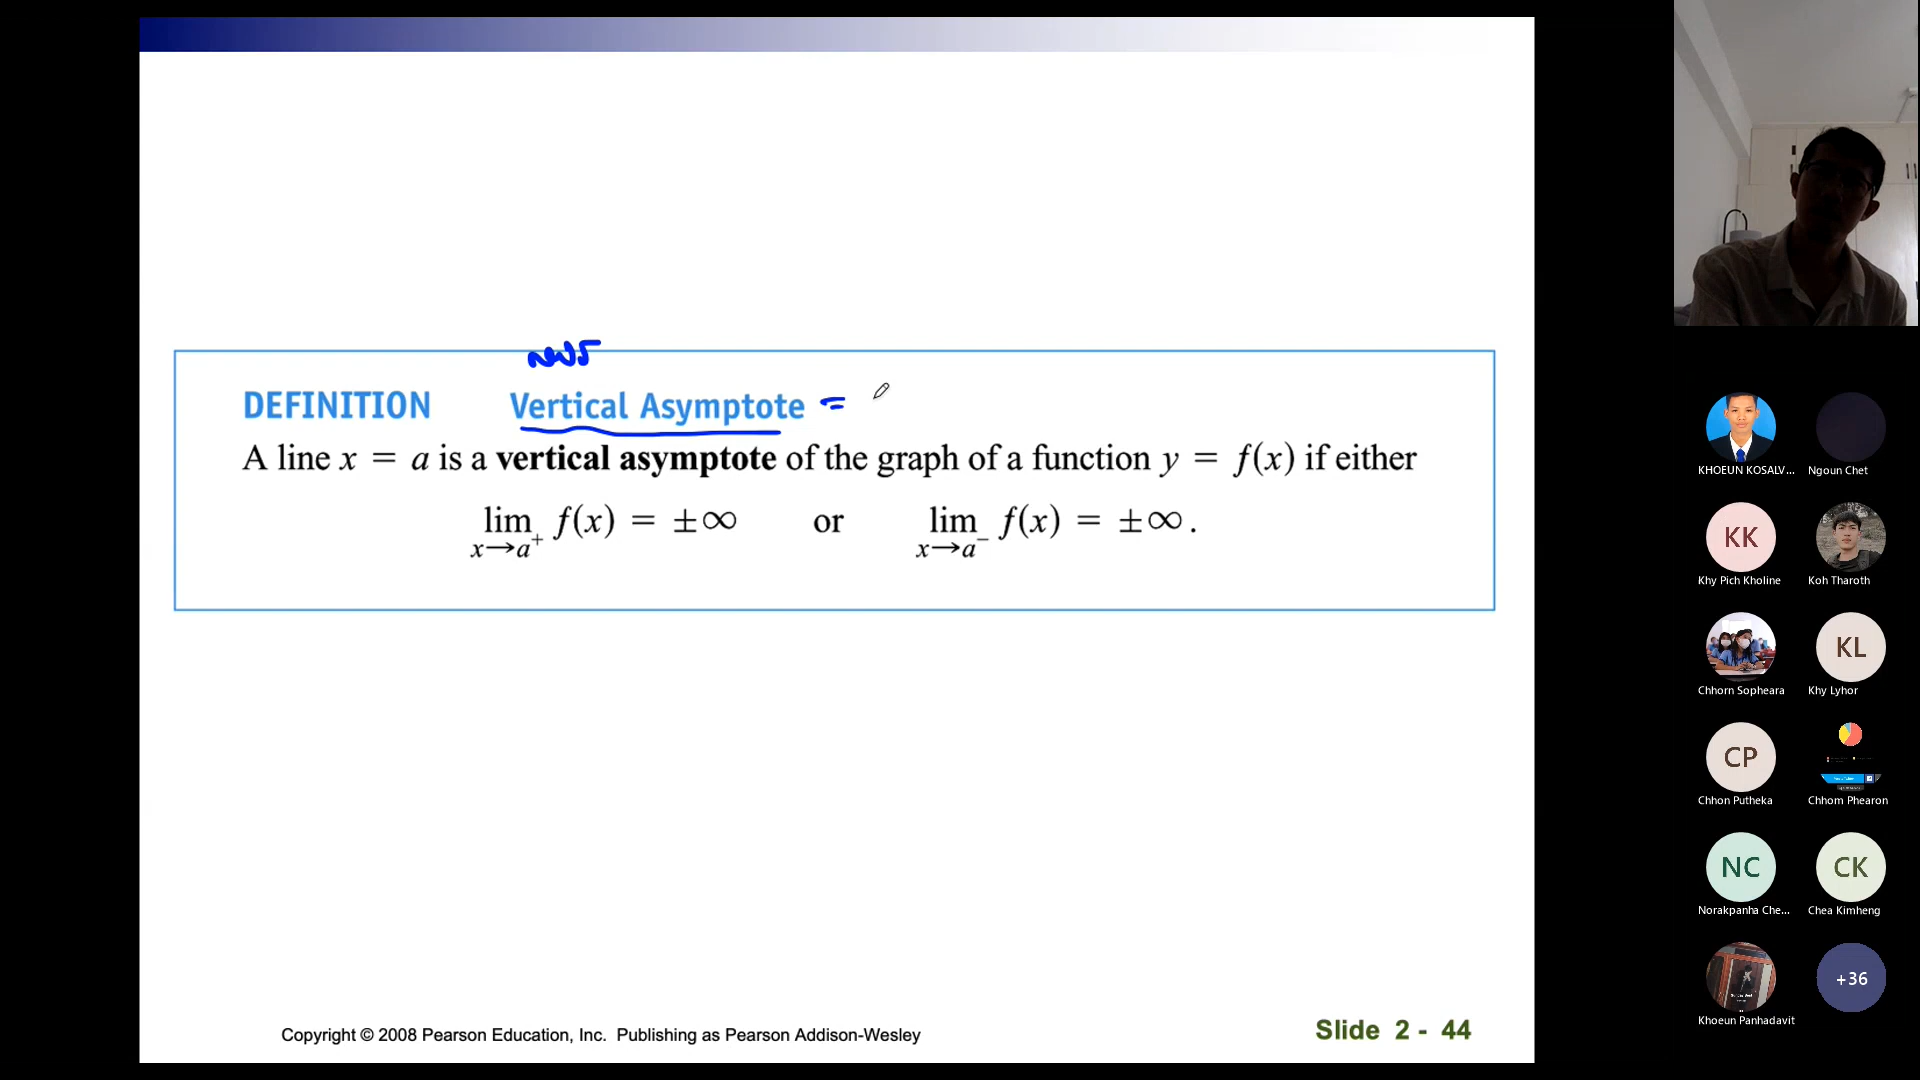 DEFINITION Vertical Asymptote =
A line x = a is a vertical asymptote of the graph of a function y = f(x) if either
lim x→a⁺ f(x) = ±∞ or lim x→a⁻ f(x) = ±∞.
Copyright © 2008 Pearson Education, Inc. Publishing as Pearson Addison-Wesley
Slide 2 - 44
KHOEUN KOSALV...
Ngoun Chet
KK
Khy Pich Kholine
Koh Tharoth
Chhorn Sopheara
KL
Khy Lyhor
CP
Chhon Putheka
Chhom Phearon
NC
Norakpanha Che...
CK
Chea Kimheng
Khoeun Panhadavit
+36